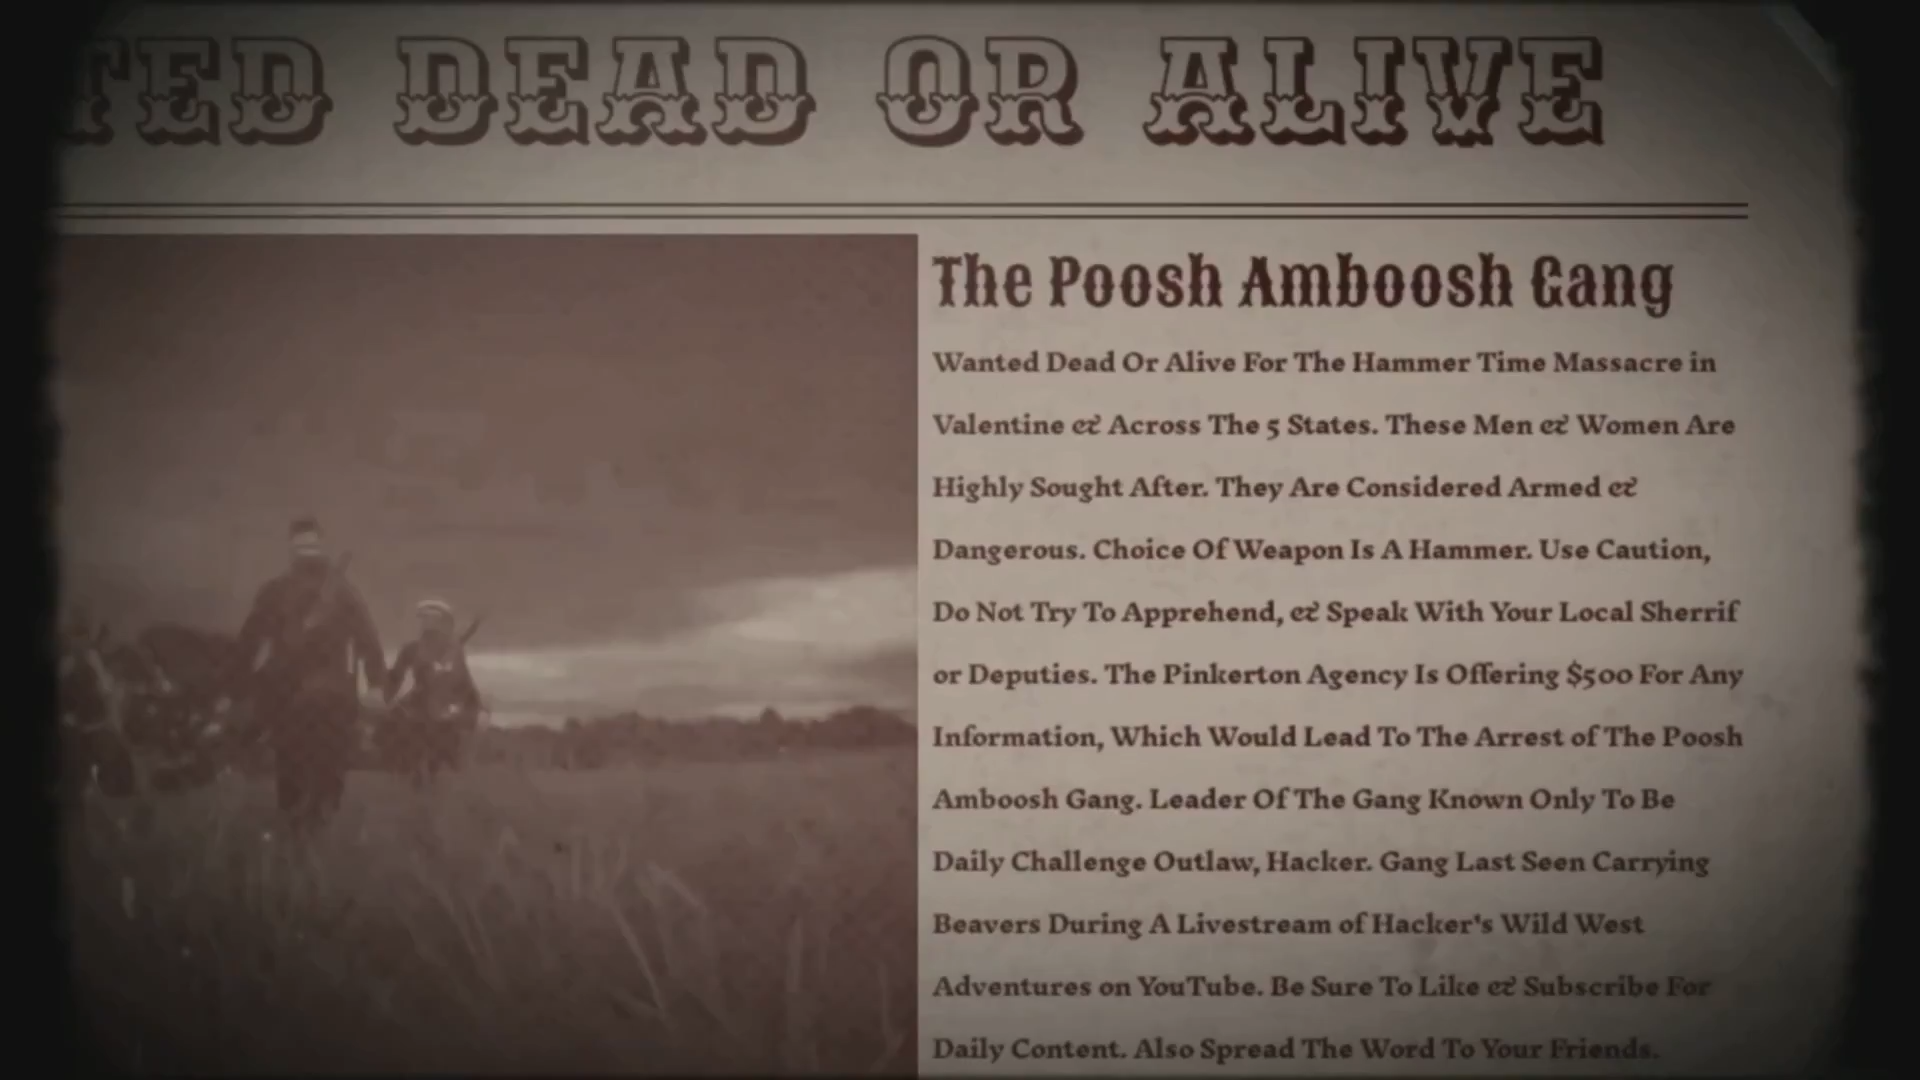 TED DEAD OR ALIVE
The Poosh Amboosh Gang
Wanted Dead Or Alive For The Hammer Time Massacre in
Valentine & Across The 5 States. These Men & Women Are
Highly Sought After. They Are Considered Armed &
Dangerous. Choice Of Weapon Is A Hammer. Use Caution,
Do Not Try To Apprehend, & Speak With Your Local Sherrif
or Deputies. The Pinkerton Agency Is Offering $500 For Any
Information, Which Would Lead To The Arrest of The Poosh
Amboosh Gang. Leader Of The Gang Known Only To Be
Daily Challenge Outlaw, Hacker. Gang Last Seen Carrying
Beavers During A Livestream of Hacker's Wild West
Adventures on YouTube. Be Sure To Like & Subscribe For
Daily Content. Also Spread The Word To Your Friends.